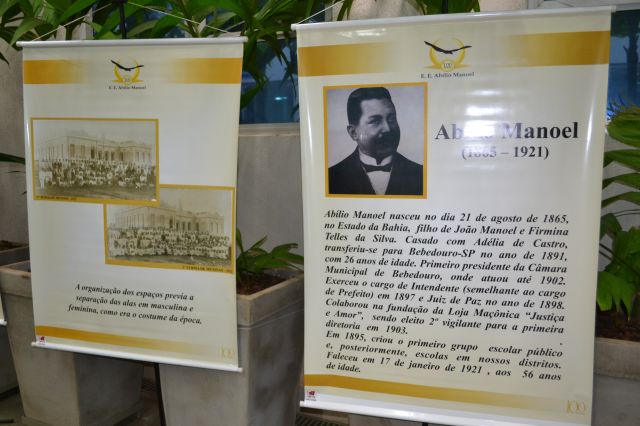 E. E. Abílio Manoel
A organização dos espaços previa a
separação das alas em masculina e
feminina, como era o costume da época.
100
E. E. Abílio Manoel
Abílio Manoel
(1865 – 1921)
Abílio Manoel nasceu no dia 21 de agosto de 1865,
no Estado da Bahia, filho de João Manoel e Firmina
Telles da Silva. Casado com Adélia de Castro,
transferiu-se para Bebedouro-SP no ano de 1891,
com 26 anos de idade. Primeiro presidente da Câmara
Municipal de Bebedouro, onde atuou até 1902.
Exerceu o cargo de Intendente (semelhante ao cargo
de Prefeito) em 1897 e Juiz de Paz no ano de 1898.
Colaborou na fundação da Loja Maçônica “Justiça
e Amor”, sendo eleito 2º vigilante para a primeira
diretoria em 1903.
Em 1895, criou o primeiro grupo escolar público
e, posteriormente, escolas em nossos distritos.
Faleceu em 17 de janeiro de 1921 , aos 56 anos
de idade.
100